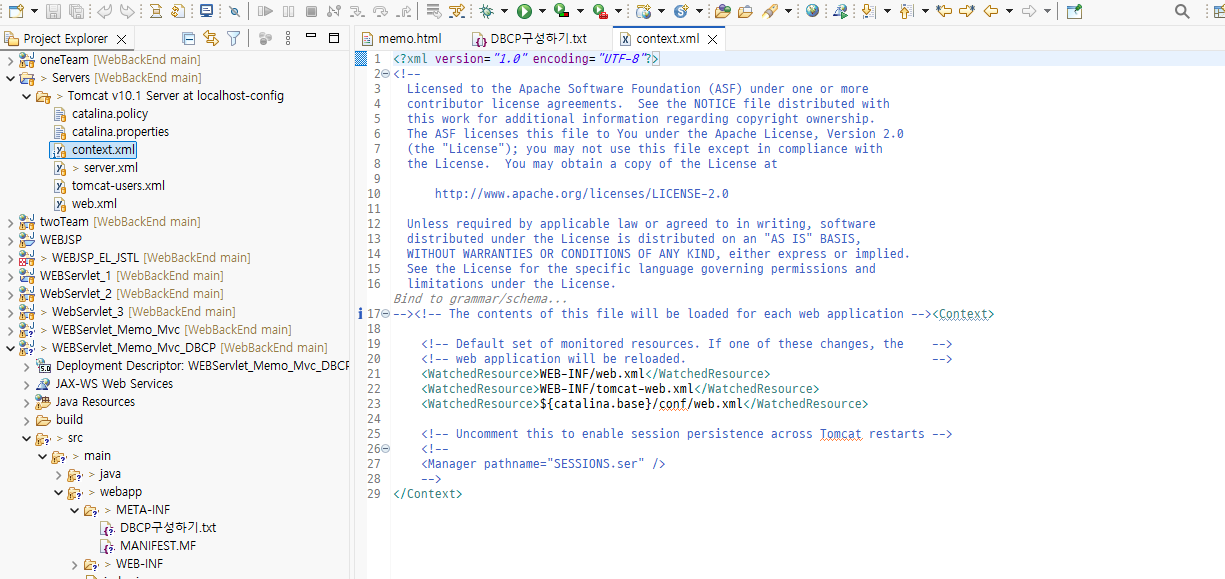 Project Explorer
oneTeam [WebBackEnd main]
> Servers [WebBackEnd main]
> Tomcat v10.1 Server at localhost-config
catalina.policy
catalina.properties
context.xml
> server.xml
tomcat-users.xml
web.xml
twoTeam [WebBackEnd main]
WEBJSP
> WEBJSP_EL_JSTL [WebBackEnd main]
WEBServlet_1 [WebBackEnd main]
WebServlet_2 [WebBackEnd main]
> WebServlet_3 [WebBackEnd main]
> WEBServlet_Memo_Mvc [WebBackEnd main]
> WEBServlet_Memo_Mvc_DBCP [WebBackEnd main]
Deployment Descriptor: WEBServlet_Memo_Mvc_DBCP
JAX-WS Web Services
Java Resources
build
> src
> main
> java
> webapp
> META-INF
DBCP구성하기.txt
MANIFEST.MF
> WEB-INF
memo.html
DBCP구성하기.txt
context.xml
1 <?xml version="1.0" encoding="UTF-8"?>
2 <!--
3 Licensed to the Apache Software Foundation (ASF) under one or more
4 contributor license agreements.  See the NOTICE file distributed with
5 this work for additional information regarding copyright ownership.
6 The ASF licenses this file to You under the Apache License, Version 2.0
7 (the "License"); you may not use this file except in compliance with
8 the License.  You may obtain a copy of the License at
9
10 http://www.apache.org/licenses/LICENSE-2.0
11
12 Unless required by applicable law or agreed to in writing, software
13 distributed under the License is distributed on an "AS IS" BASIS,
14 WITHOUT WARRANTIES OR CONDITIONS OF ANY KIND, either express or implied.
15 See the License for the specific language governing permissions and
16 limitations under the License.
Bind to grammar/schema...
17 --><!-- The contents of this file will be loaded for each web application --><Context>
18
19 <!-- Default set of monitored resources. If one of these changes, the    -->
20 <!-- web application will be reloaded.                                   -->
21 <WatchedResource>WEB-INF/web.xml</WatchedResource>
22 <WatchedResource>WEB-INF/tomcat-web.xml</WatchedResource>
23 <WatchedResource>${catalina.base}/conf/web.xml</WatchedResource>
24
25 <!-- Uncomment this to enable session persistence across Tomcat restarts -->
26 <!--
27 <Manager pathname="SESSIONS.ser" />
28 -->
29 </Context>